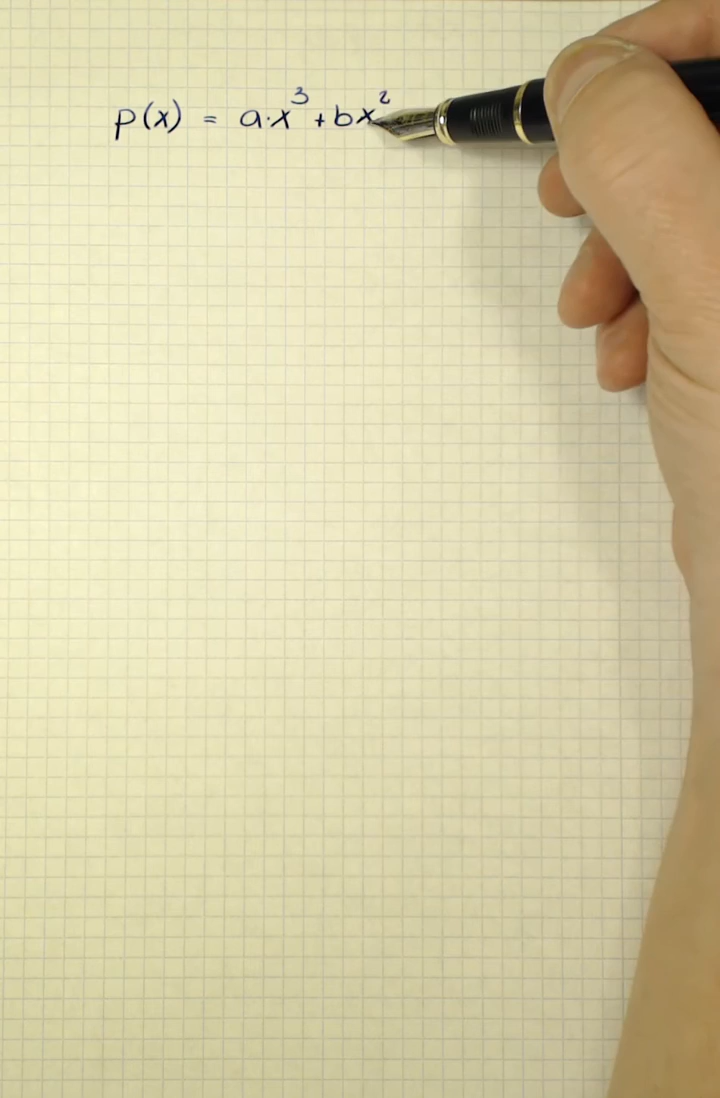 p(x) = a·x³ + bx²